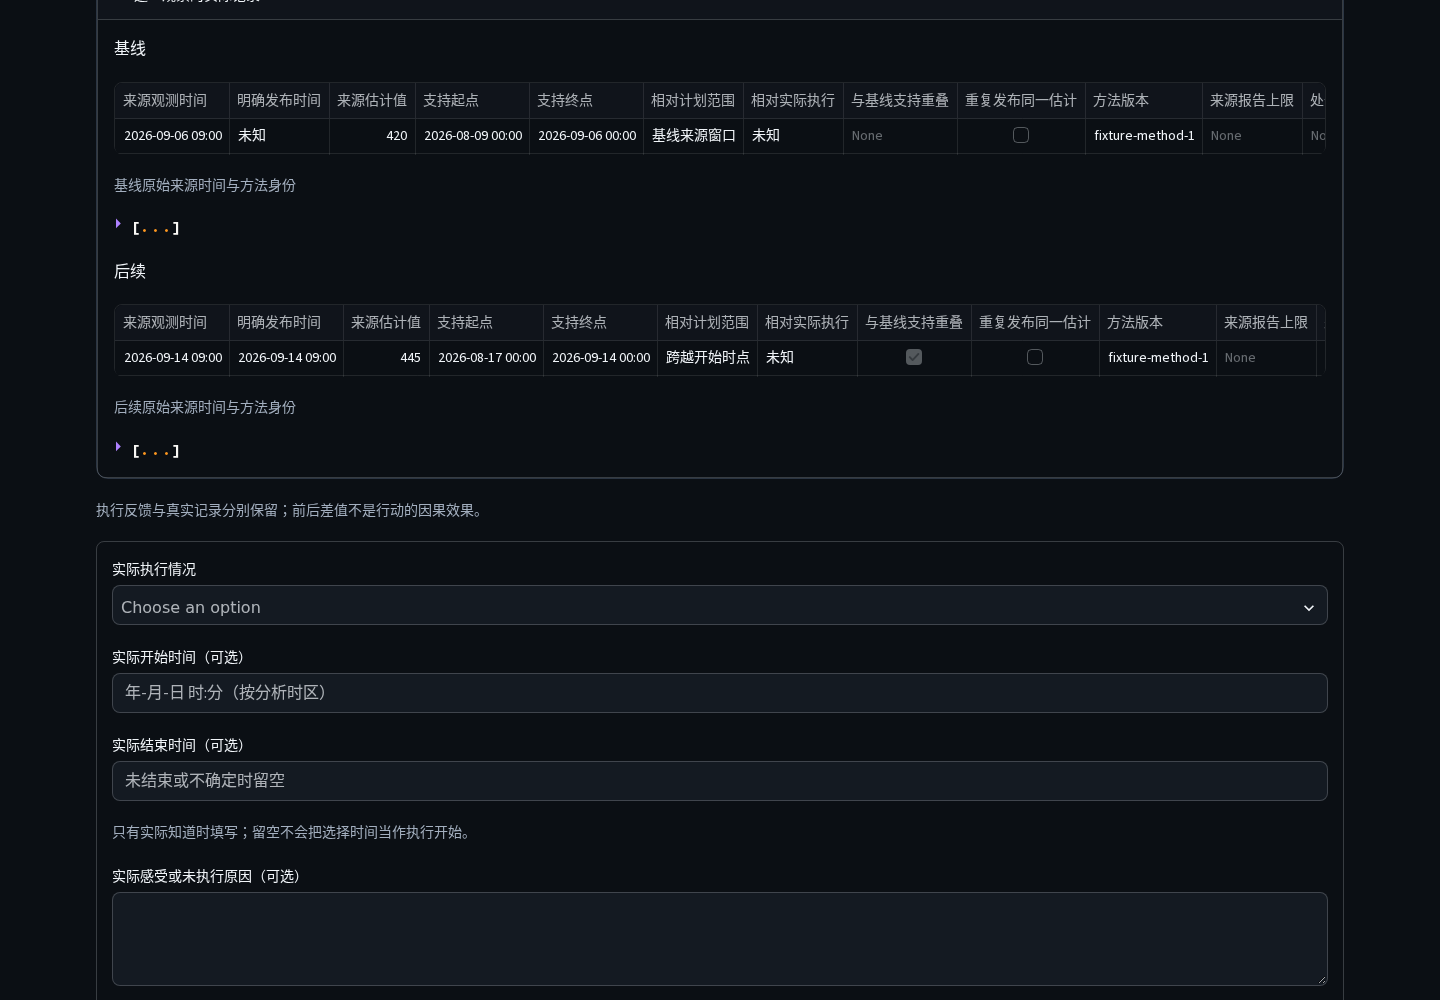 基线
来源观测时间 明确发布时间 来源估计值 支持起点 支持终点 相对计划范围 相对实际执行 与基线支持重叠 重复发布同一估计 方法版本 来源报告上限 处
2026-09-06 09:00 未知 420 2026-08-09 00:00 2026-09-06 00:00 基线来源窗口 未知 None fixture-method-1 None No
基线原始来源时间与方法身份
[...]
后续
来源观测时间 明确发布时间 来源估计值 支持起点 支持终点 相对计划范围 相对实际执行 与基线支持重叠 重复发布同一估计 方法版本 来源报告上限
2026-09-14 09:00 2026-09-14 09:00 445 2026-08-17 00:00 2026-09-14 00:00 跨越开始时点 未知 fixture-method-1 None
后续原始来源时间与方法身份
[...]
执行反馈与真实记录分别保留；前后差值不是行动的因果效果。
实际执行情况
Choose an option
实际开始时间（可选）
年-月-日 时:分（按分析时区）
实际结束时间（可选）
未结束或不确定时留空
只有实际知道时填写；留空不会把选择时间当作执行开始。
实际感受或未执行原因（可选）